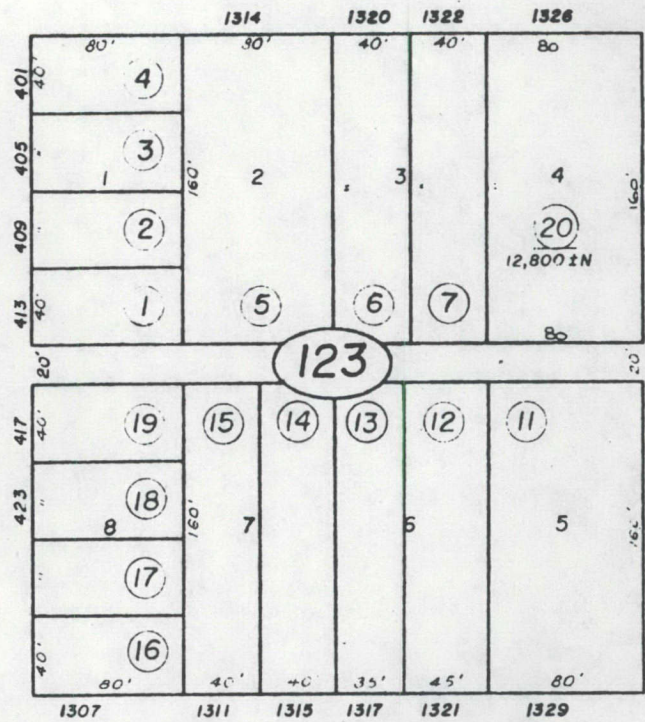 1314 1320 1322 1326
80' 80' 40' 40' 80
401 40' 4
405 " 3
1 160' 2 " 3 " " 4 160'
409 " 2 20
12,800 ± N
413 40' 1 5 6 7
80
20' 123 20'
417 40' 19 15 14 13 12 11
423 " 18
8 160' 7 6 5 160'
" 17
40' 16
80' 40' 40' 35' 45' 80'
1307 1311 1315 1317 1321 1329